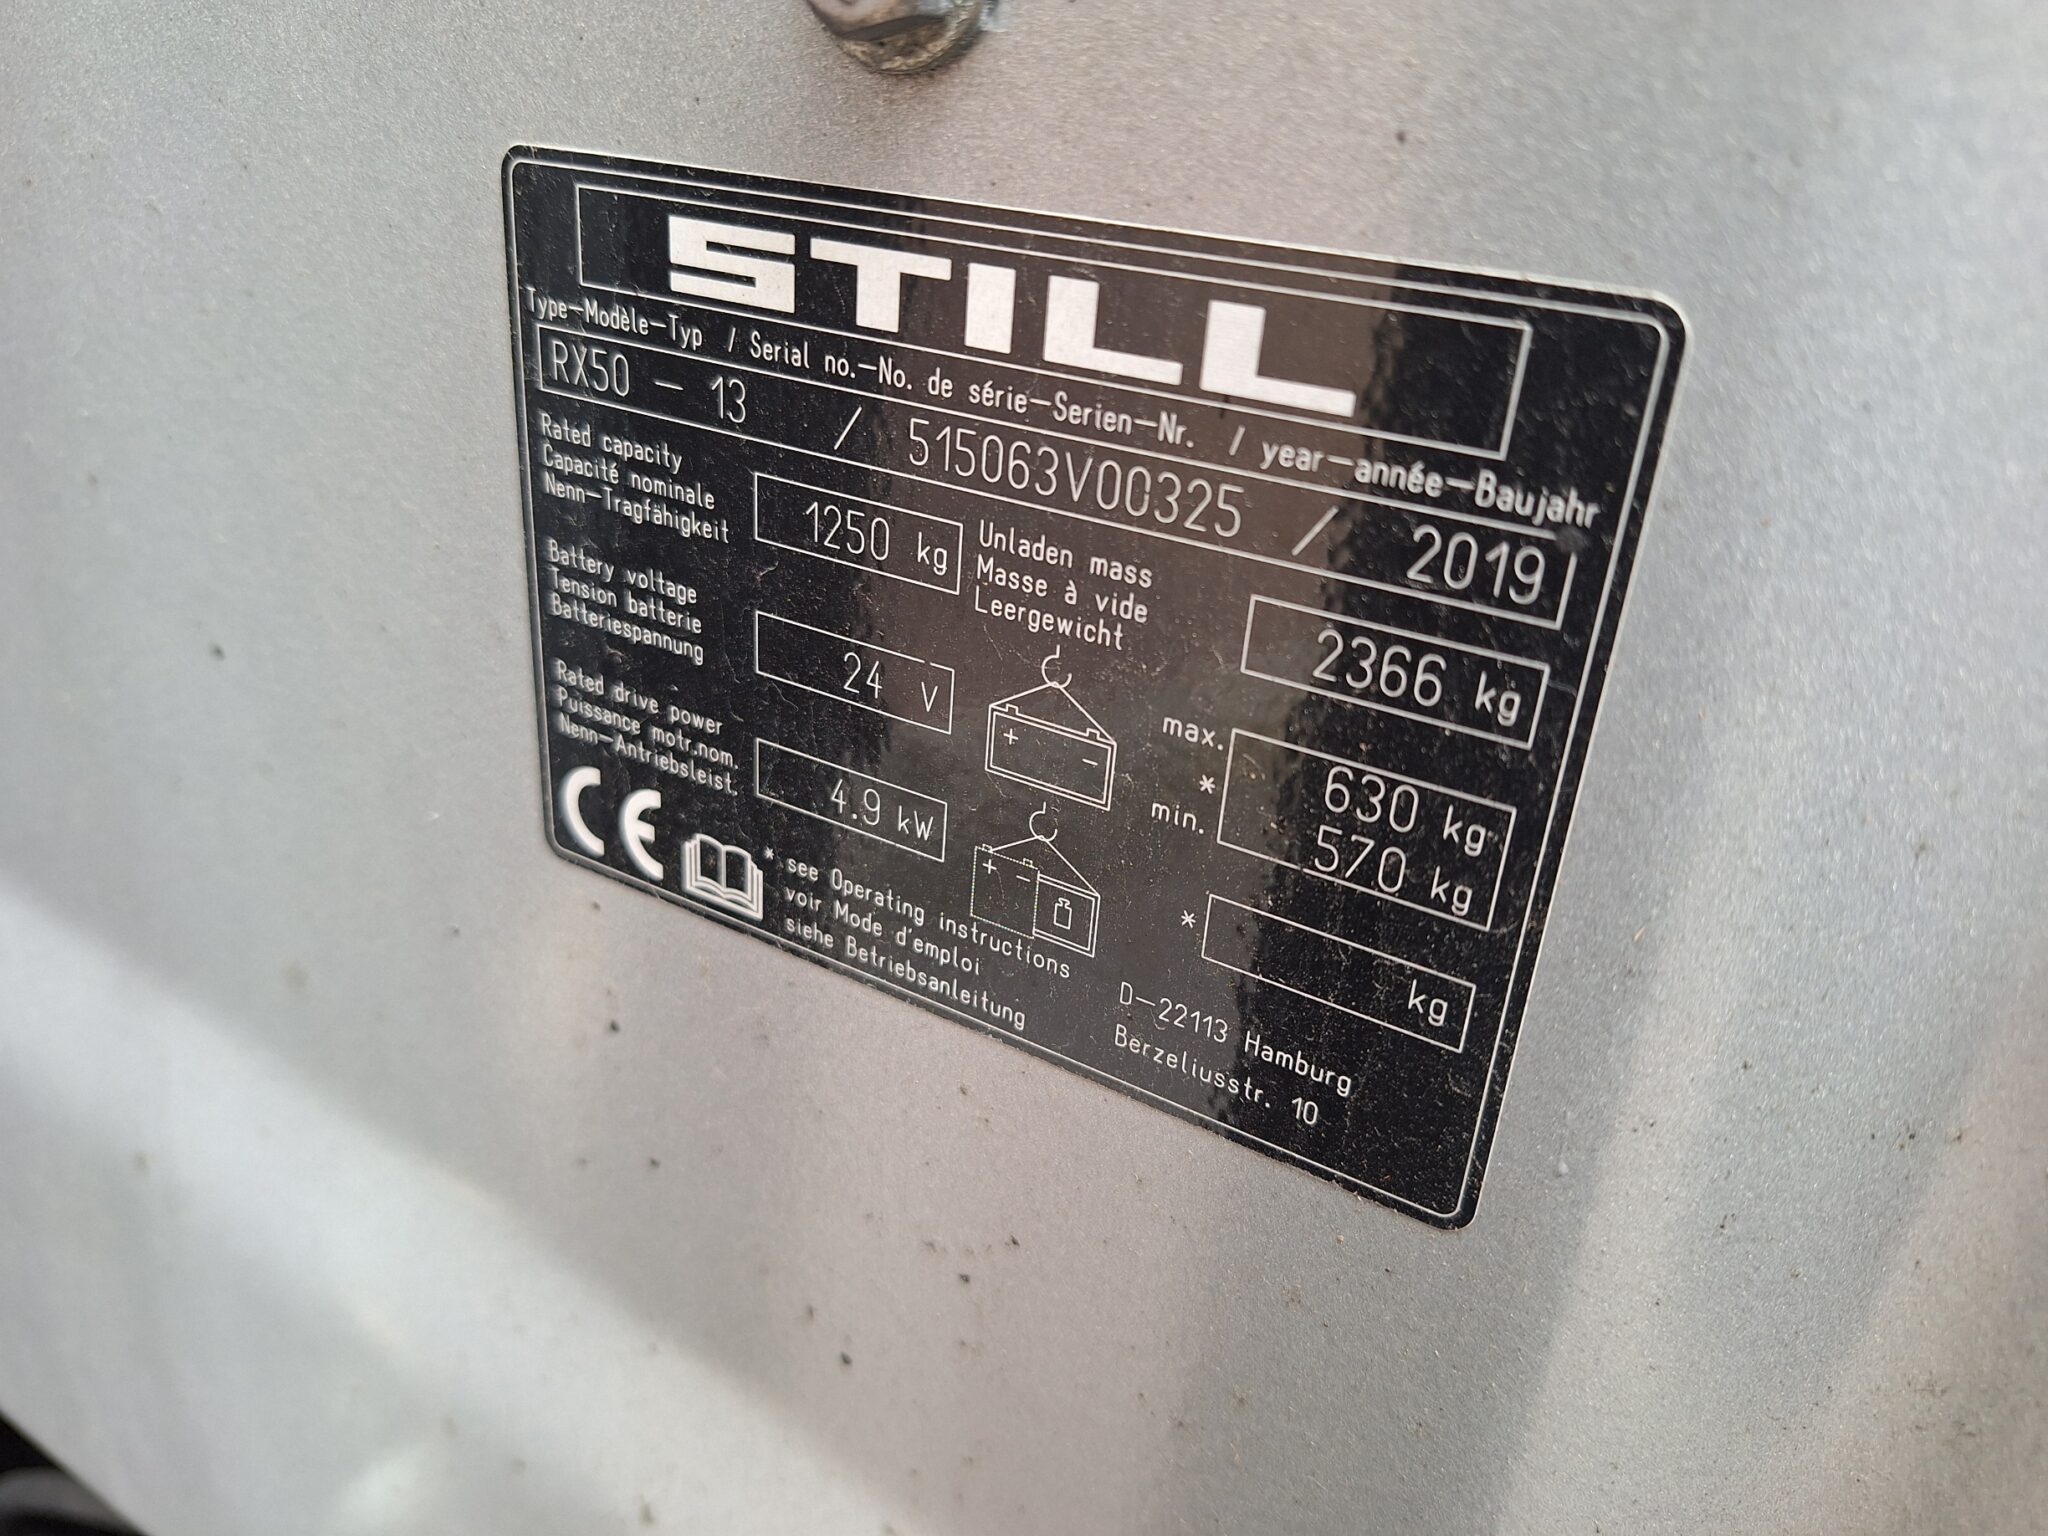 STILL
Type-Modèle-Typ / Serial no.-No. de série-Serien-Nr. / year-année-Baujahr
RX50 - 13 / 515063V00325 / 2019
Rated capacity
Capacité nominale
Nenn-Tragfähigkeit
1250 kg
Unladen mass
Masse à vide
Leergewicht
2366 kg
Battery voltage
Tension batterie
Batteriespannung
24 V
+ -
max. 630 kg
*
min. 570 kg
Rated drive power
Puissance motr.nom.
Nenn-Antriebsleist.
4.9 kW
+ -
* kg
CE
* see Operating instructions
voir Mode d'emploi
siehe Betriebsanleitung
D-22113 Hamburg
Berzeliusstr. 10